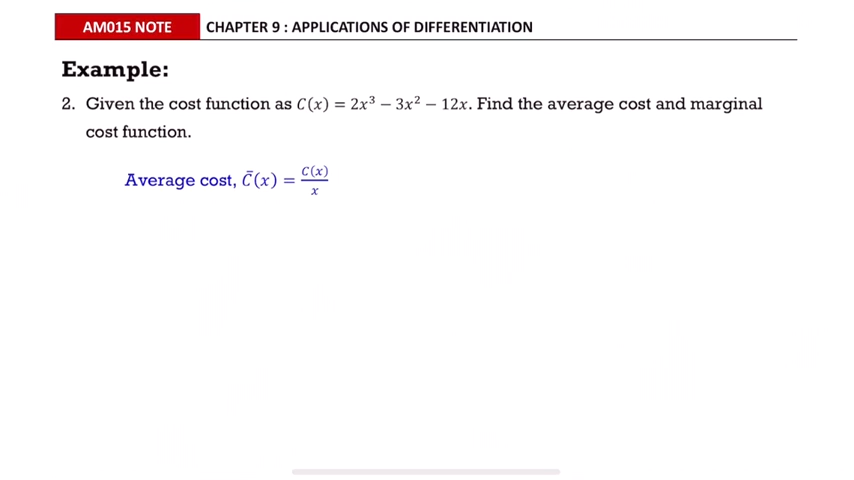 AM015 NOTE CHAPTER 9 : APPLICATIONS OF DIFFERENTIATION
Example:
2. Given the cost function as C(x) = 2x³ − 3x² − 12x. Find the average cost and marginal
cost function.
Average cost, C̄(x) = C(x)/x